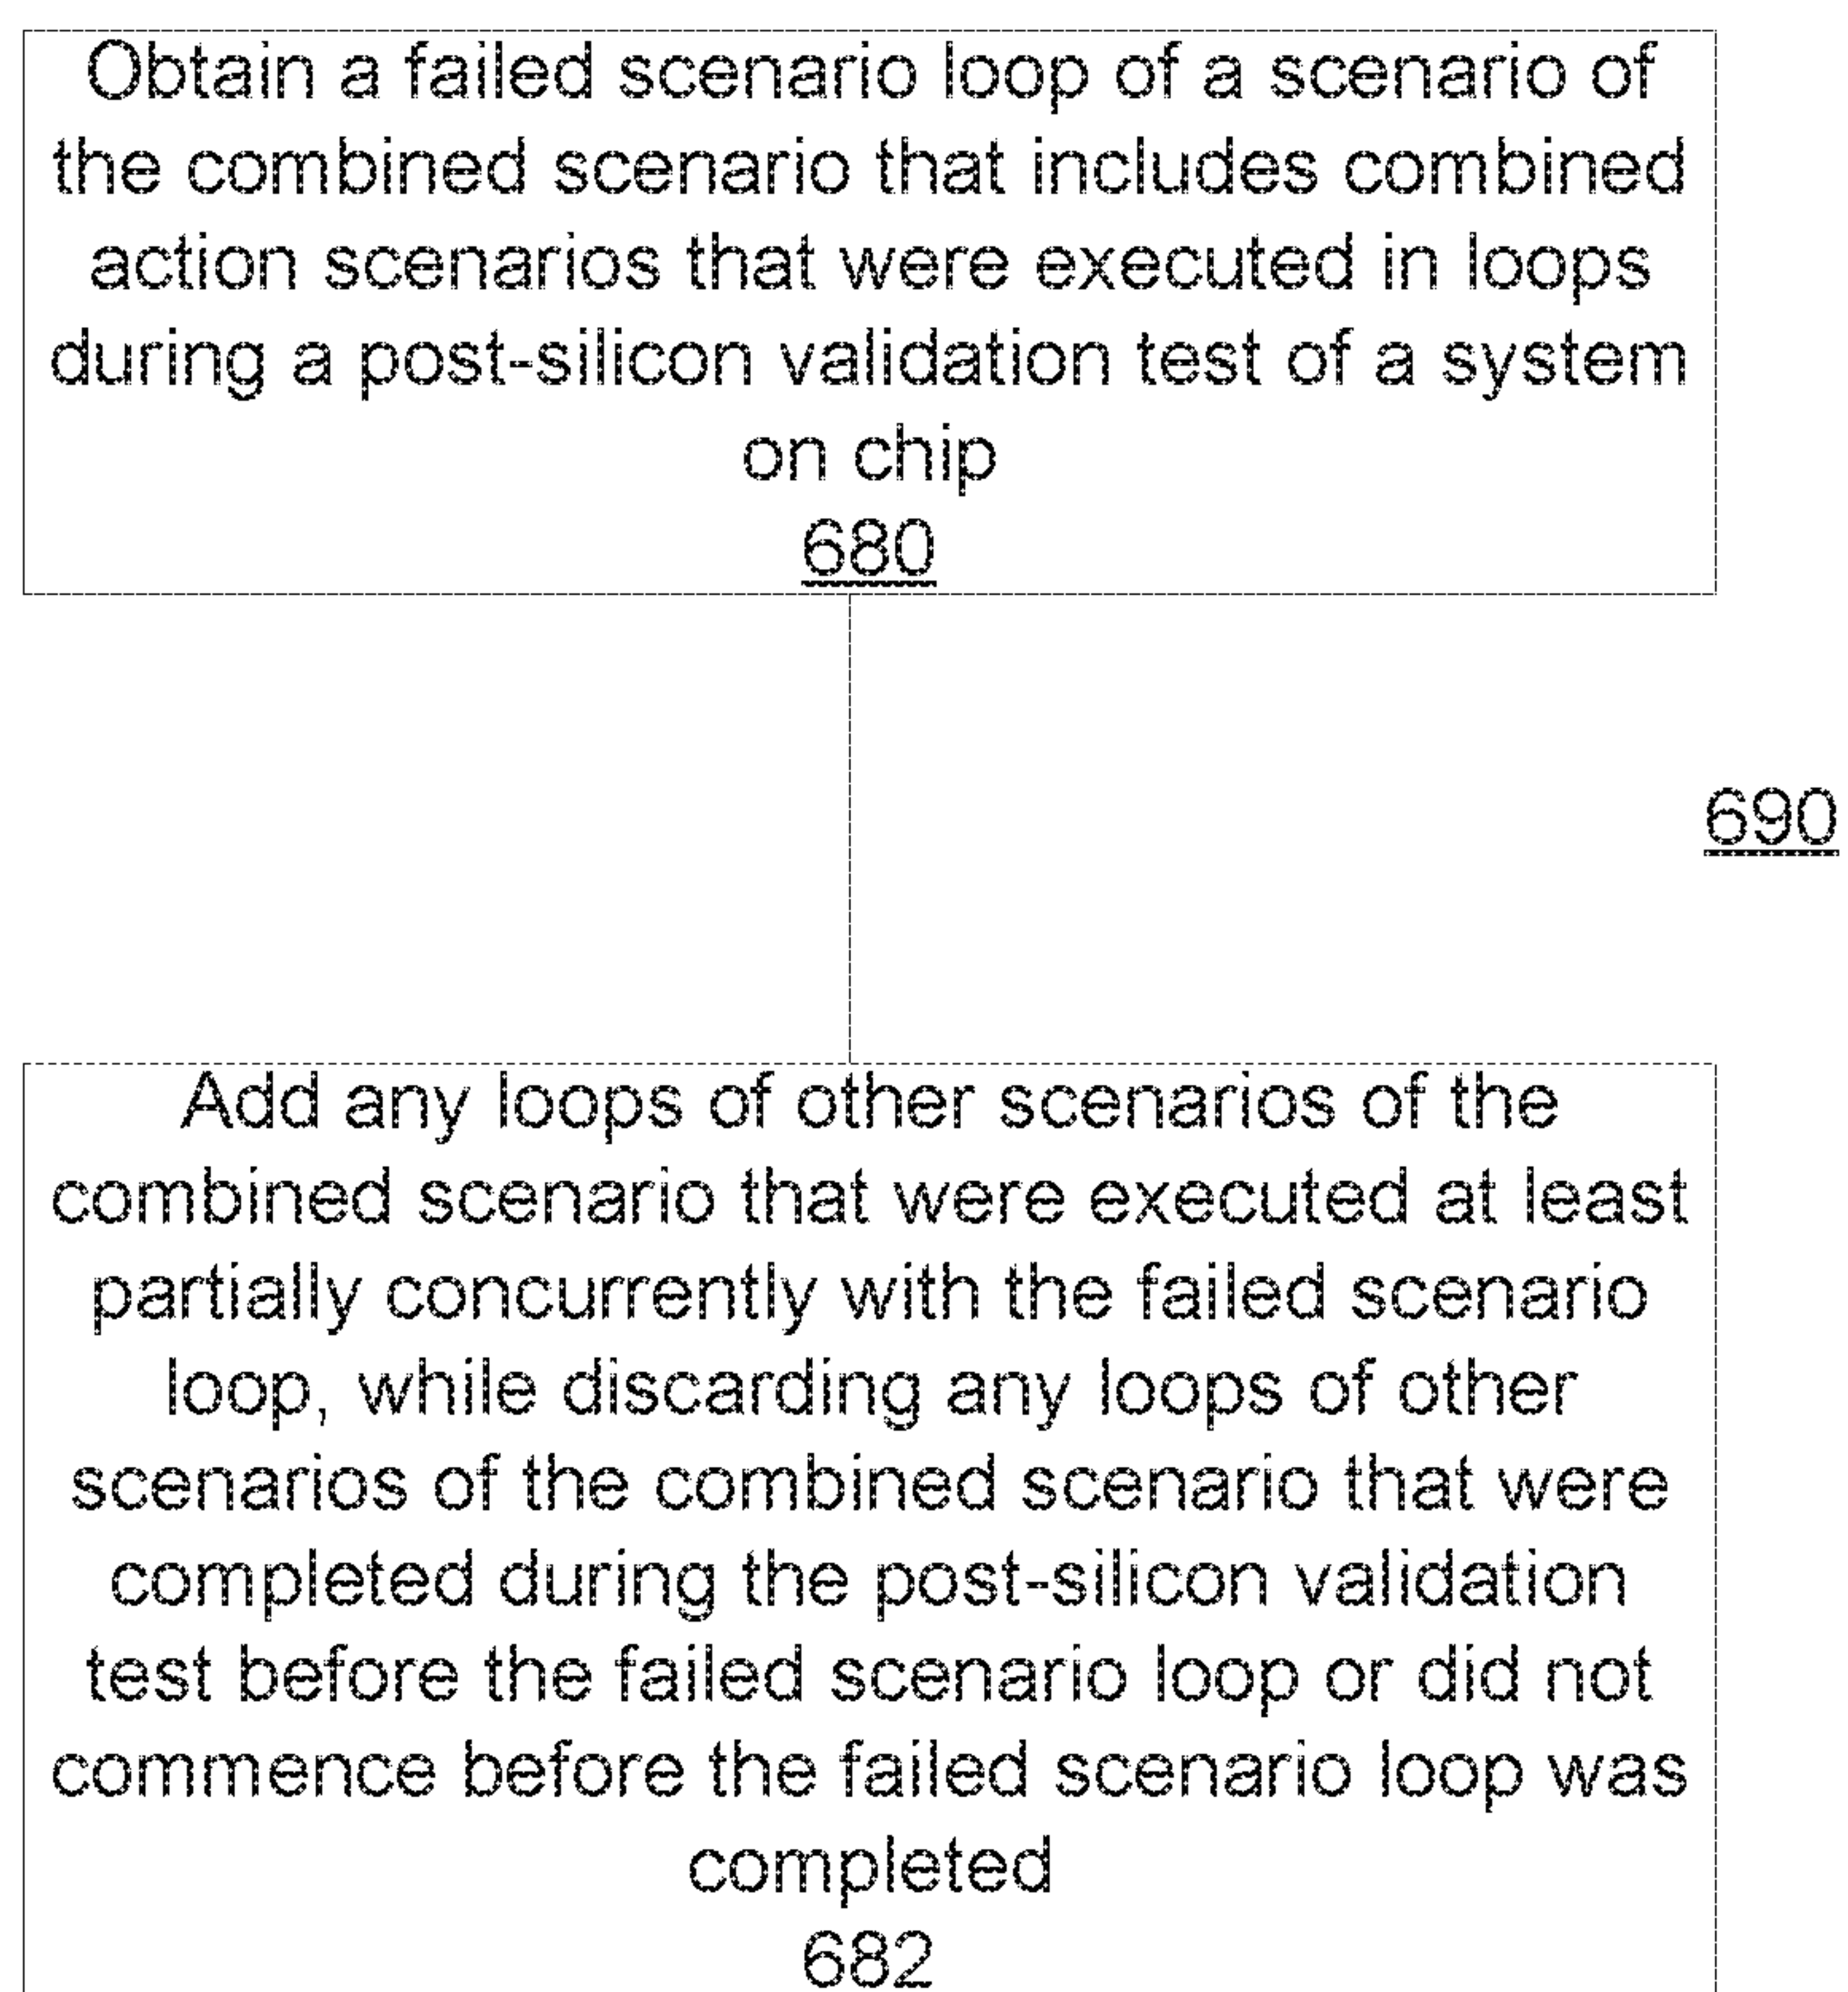 Obtain a failed scenario loop of a scenario of
the combined scenario that includes combined
action scenarios that were executed in loops
during a post-silicon validation test of a system
on chip
680
690
Add any loops of other scenarios of the
combined scenario that were executed at least
partially concurrently with the failed scenario
loop, while discarding any loops of other
scenarios of the combined scenario that were
completed during the post-silicon validation
test before the failed scenario loop or did not
commence before the failed scenario loop was
completed
682